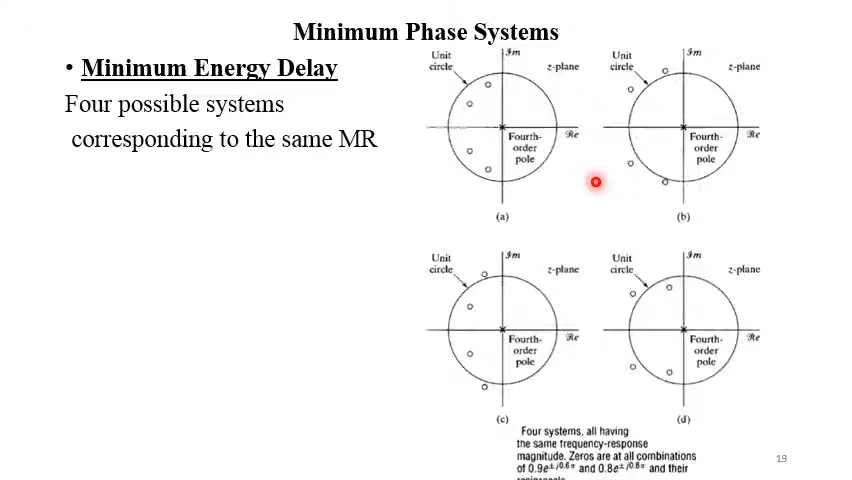 Minimum Phase Systems
• Minimum Energy Delay
Four possible systems
corresponding to the same MR
Unit
circle
ℐm
z-plane
ℛe
Fourth-
order
pole
(a)
Unit
circle
ℐm
z-plane
ℛe
Fourth-
order
pole
(b)
Unit
circle
ℐm
z-plane
ℛe
Fourth-
order
pole
(c)
Unit
circle
ℐm
z-plane
ℛe
Fourth-
order
pole
(d)
Four systems, all having
the same frequency-response
magnitude. Zeros are at all combinations
of 0.9e±j0.6π and 0.8e±j0.8π and their
19